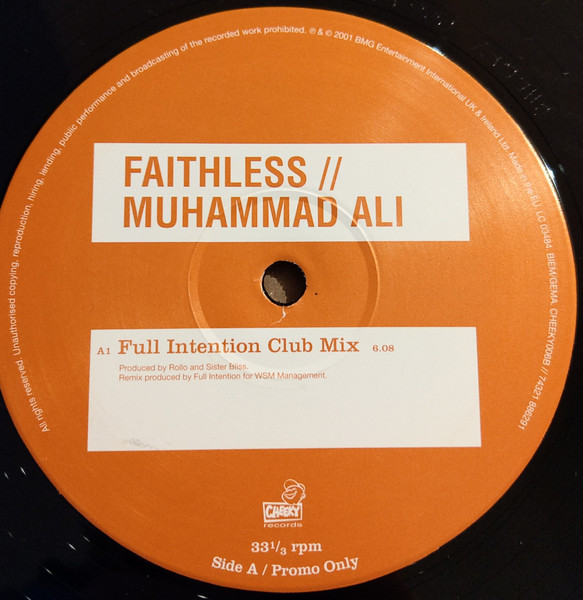 All rights reserved. Unauthorised copying, reproduction, hiring, lending, public performance and broadcasting of the recorded work prohibited. ℗ & © 2001 BMG Entertainment International UK & Ireland Ltd. Made in the EU. LC 00484. BIEM/GEMA. CHEEKY006B // 74321 886291
FAITHLESS //
MUHAMMAD ALI
A1 Full Intention Club Mix 6.08
Produced by Rollo and Sister Bliss.
Remix produced by Full Intention for WSM Management.
CHEEKY
records
33 1/3 rpm
Side A / Promo Only